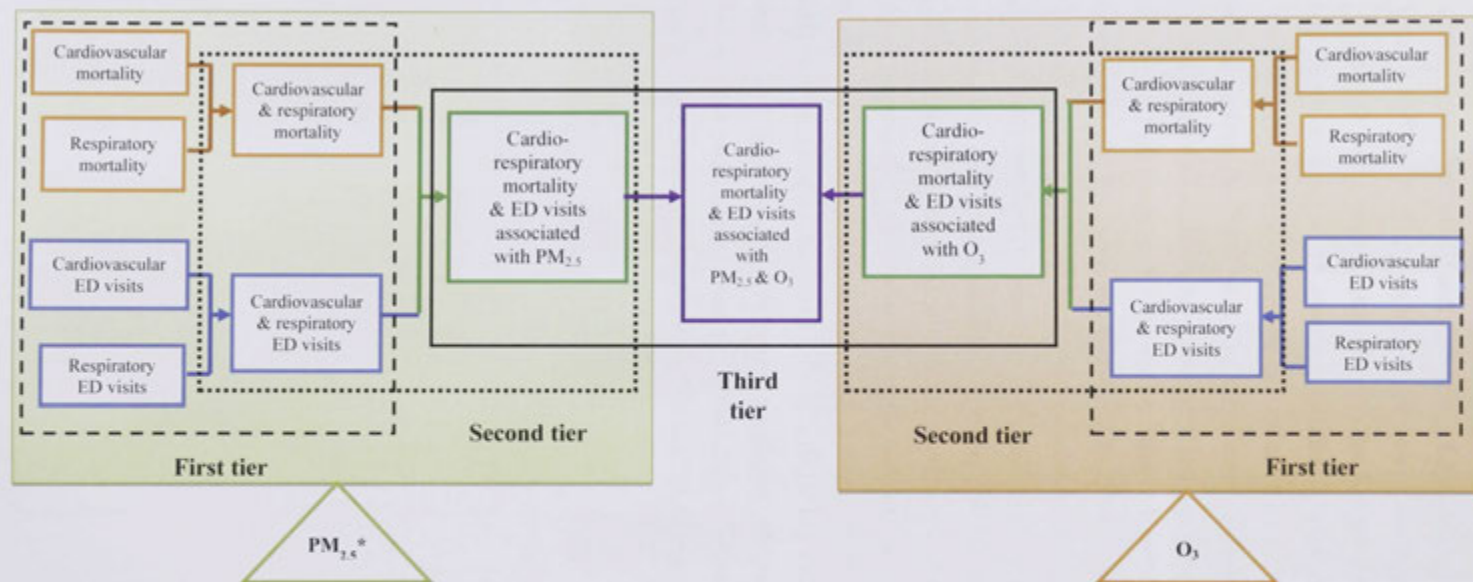 Cardiovascular
mortality
Respiratory
mortality
Cardiovascular
& respiratory
mortality
Cardiovascular
ED visits
Respiratory
ED visits
Cardiovascular
& respiratory
ED visits
Cardio-
respiratory
mortality
& ED visits
associated
with PM2.5
Second tier
First tier
PM2.5*
Cardio-
respiratory
mortality
& ED visits
associated
with
PM2.5 & O3
Third
tier
Cardio-
respiratory
mortality
& ED visits
associated
with O3
Second tier
Cardiovascular
& respiratory
mortality
Cardiovascular
mortality
Respiratory
mortality
Cardiovascular
& respiratory
ED visits
Cardiovascular
ED visits
Respiratory
ED visits
First tier
O3